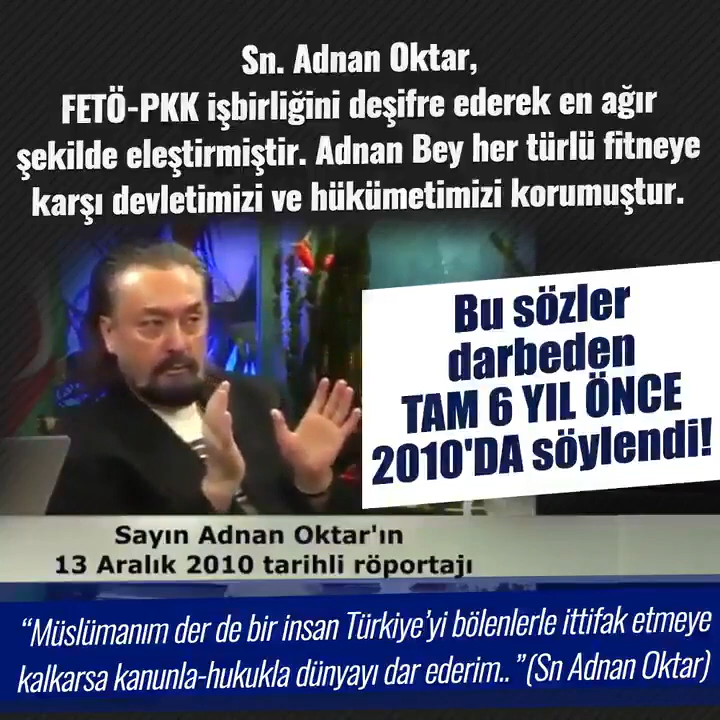 Sn. Adnan Oktar,
FETÖ-PKK işbirliğini deşifre ederek en ağır
şekilde eleştirmiştir. Adnan Bey her türlü fitneye
karşı devletimizi ve hükümetimizi korumuştur.
Bu sözler
darbeden
TAM 6 YIL ÖNCE
2010'DA söylendi!
Sayın Adnan Oktar'ın
13 Aralık 2010 tarihli röportajı
“Müslümanım der de bir insan Türkiye’yi bölenlerle ittifak etmeye
kalkarsa kanunla-hukukla dünyayı dar ederim.. ”(Sn Adnan Oktar)